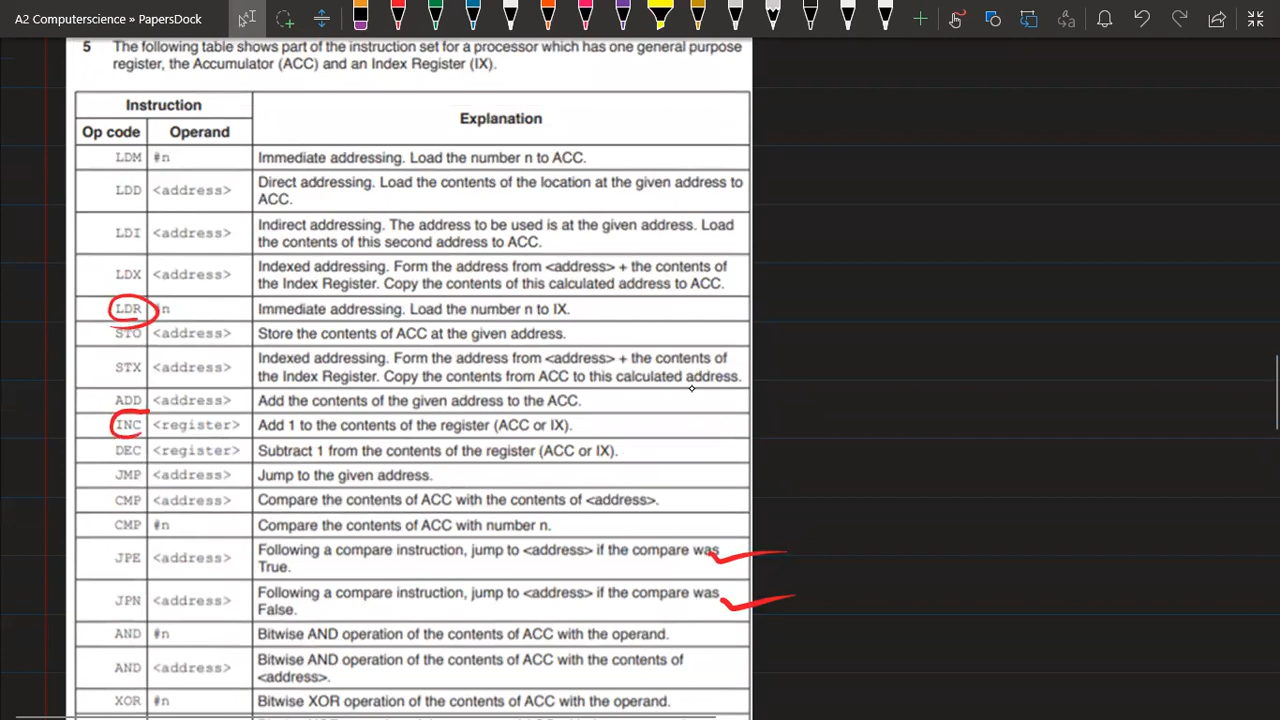 A2 Computerscience » PapersDock
5 The following table shows part of the instruction set for a processor which has one general purpose
register, the Accumulator (ACC) and an Index Register (IX).
Instruction
Explanation
Op code Operand
LDM #n Immediate addressing. Load the number n to ACC.
LDD <address> Direct addressing. Load the contents of the location at the given address to
ACC.
LDI <address> Indirect addressing. The address to be used is at the given address. Load
the contents of this second address to ACC.
LDX <address> Indexed addressing. Form the address from <address> + the contents of
the Index Register. Copy the contents of this calculated address to ACC.
LDR #n Immediate addressing. Load the number n to IX.
STO <address> Store the contents of ACC at the given address.
STX <address> Indexed addressing. Form the address from <address> + the contents of
the Index Register. Copy the contents from ACC to this calculated address.
ADD <address> Add the contents of the given address to the ACC.
INC <register> Add 1 to the contents of the register (ACC or IX).
DEC <register> Subtract 1 from the contents of the register (ACC or IX).
JMP <address> Jump to the given address.
CMP <address> Compare the contents of ACC with the contents of <address>.
CMP #n Compare the contents of ACC with number n.
JPE <address> Following a compare instruction, jump to <address> if the compare was
True.
JPN <address> Following a compare instruction, jump to <address> if the compare was
False.
AND #n Bitwise AND operation of the contents of ACC with the operand.
AND <address> Bitwise AND operation of the contents of ACC with the contents of
<address>.
XOR #n Bitwise XOR operation of the contents of ACC with the operand.